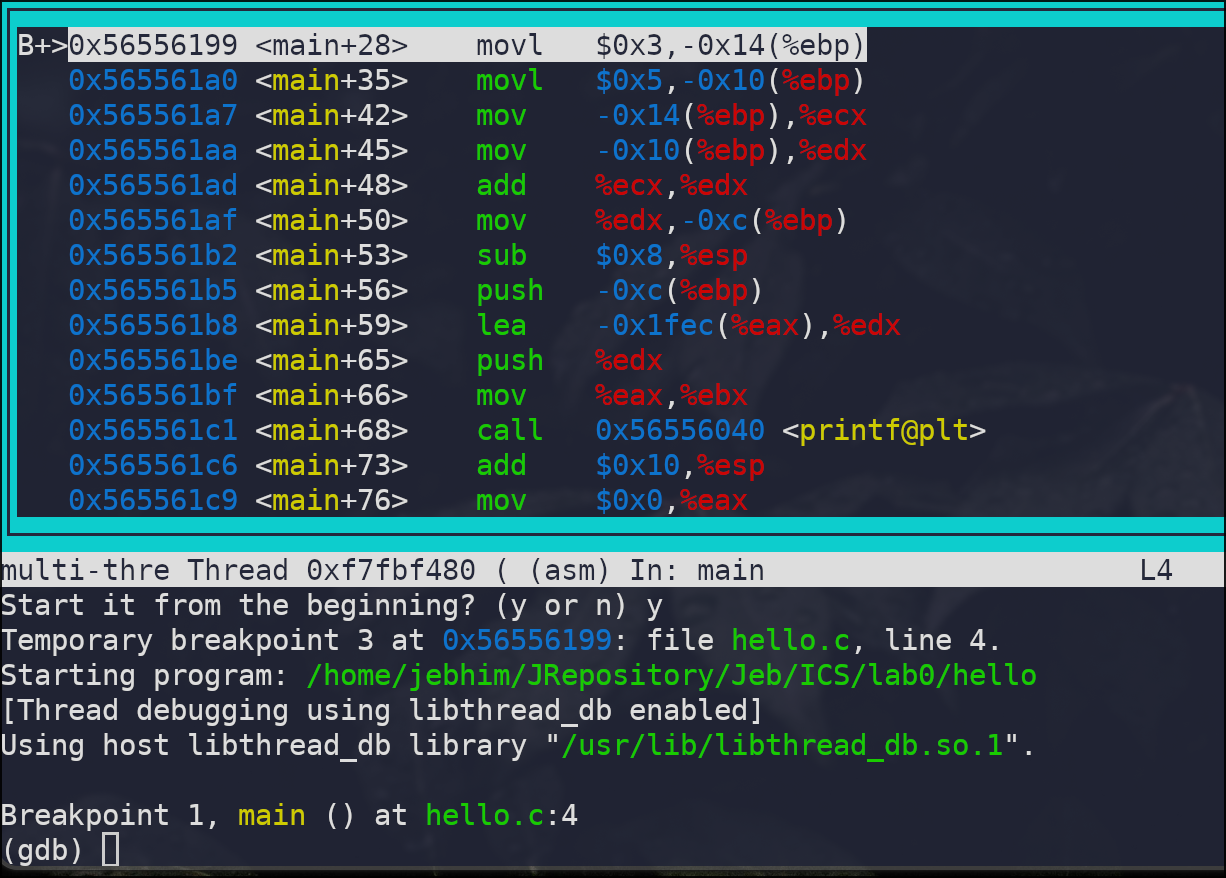 B+>0x56556199 <main+28>    movl   $0x3,-0x14(%ebp)
0x565561a0 <main+35>    movl   $0x5,-0x10(%ebp)
0x565561a7 <main+42>    mov    -0x14(%ebp),%ecx
0x565561aa <main+45>    mov    -0x10(%ebp),%edx
0x565561ad <main+48>    add    %ecx,%edx
0x565561af <main+50>    mov    %edx,-0xc(%ebp)
0x565561b2 <main+53>    sub    $0x8,%esp
0x565561b5 <main+56>    push   -0xc(%ebp)
0x565561b8 <main+59>    lea    -0x1fec(%eax),%edx
0x565561be <main+65>    push   %edx
0x565561bf <main+66>    mov    %eax,%ebx
0x565561c1 <main+68>    call   0x56556040 <printf@plt>
0x565561c6 <main+73>    add    $0x10,%esp
0x565561c9 <main+76>    mov    $0x0,%eax
multi-thre Thread 0xf7fbf480 ( (asm) In: main                      L4
Start it from the beginning? (y or n) y
Temporary breakpoint 3 at 0x56556199: file hello.c, line 4.
Starting program: /home/jebhim/JRepository/Jeb/ICS/lab0/hello
[Thread debugging using libthread_db enabled]
Using host libthread_db library "/usr/lib/libthread_db.so.1".
Breakpoint 1, main () at hello.c:4
(gdb)